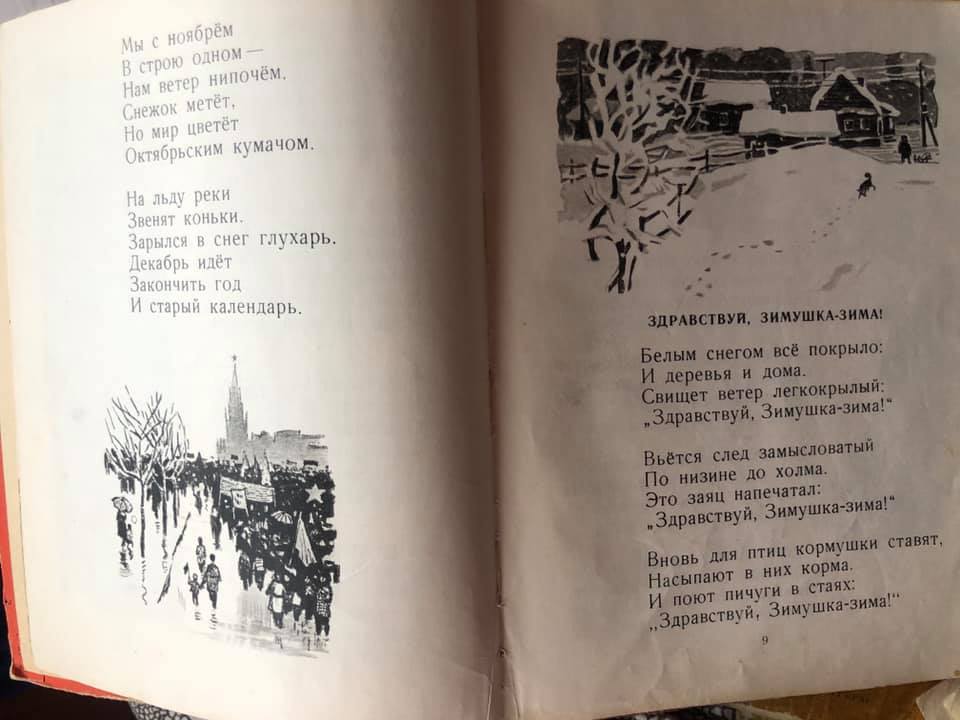 Мы с ноябрём
В строю одном —
Нам ветер нипочём.
Снежок метёт,
Но мир цветёт
Октябрьским кумачом.
На льду реки
Звенят коньки.
Зарылся в снег глухарь.
Декабрь идёт
Закончить год
И старый календарь.
ЗДРАВСТВУЙ, ЗИМУШКА-ЗИМА!
Белым снегом всё покрыло:
И деревья и дома.
Свищет ветер легкокрылый:
„Здравствуй, Зимушка-зима!“
Вьётся след замысловатый
По низине до холма.
Это заяц напечатал:
„Здравствуй, Зимушка-зима!“
Вновь для птиц кормушки ставят,
Насыпают в них корма.
И поют пичуги в стаях:
„Здравствуй, Зимушка-зима!“
9